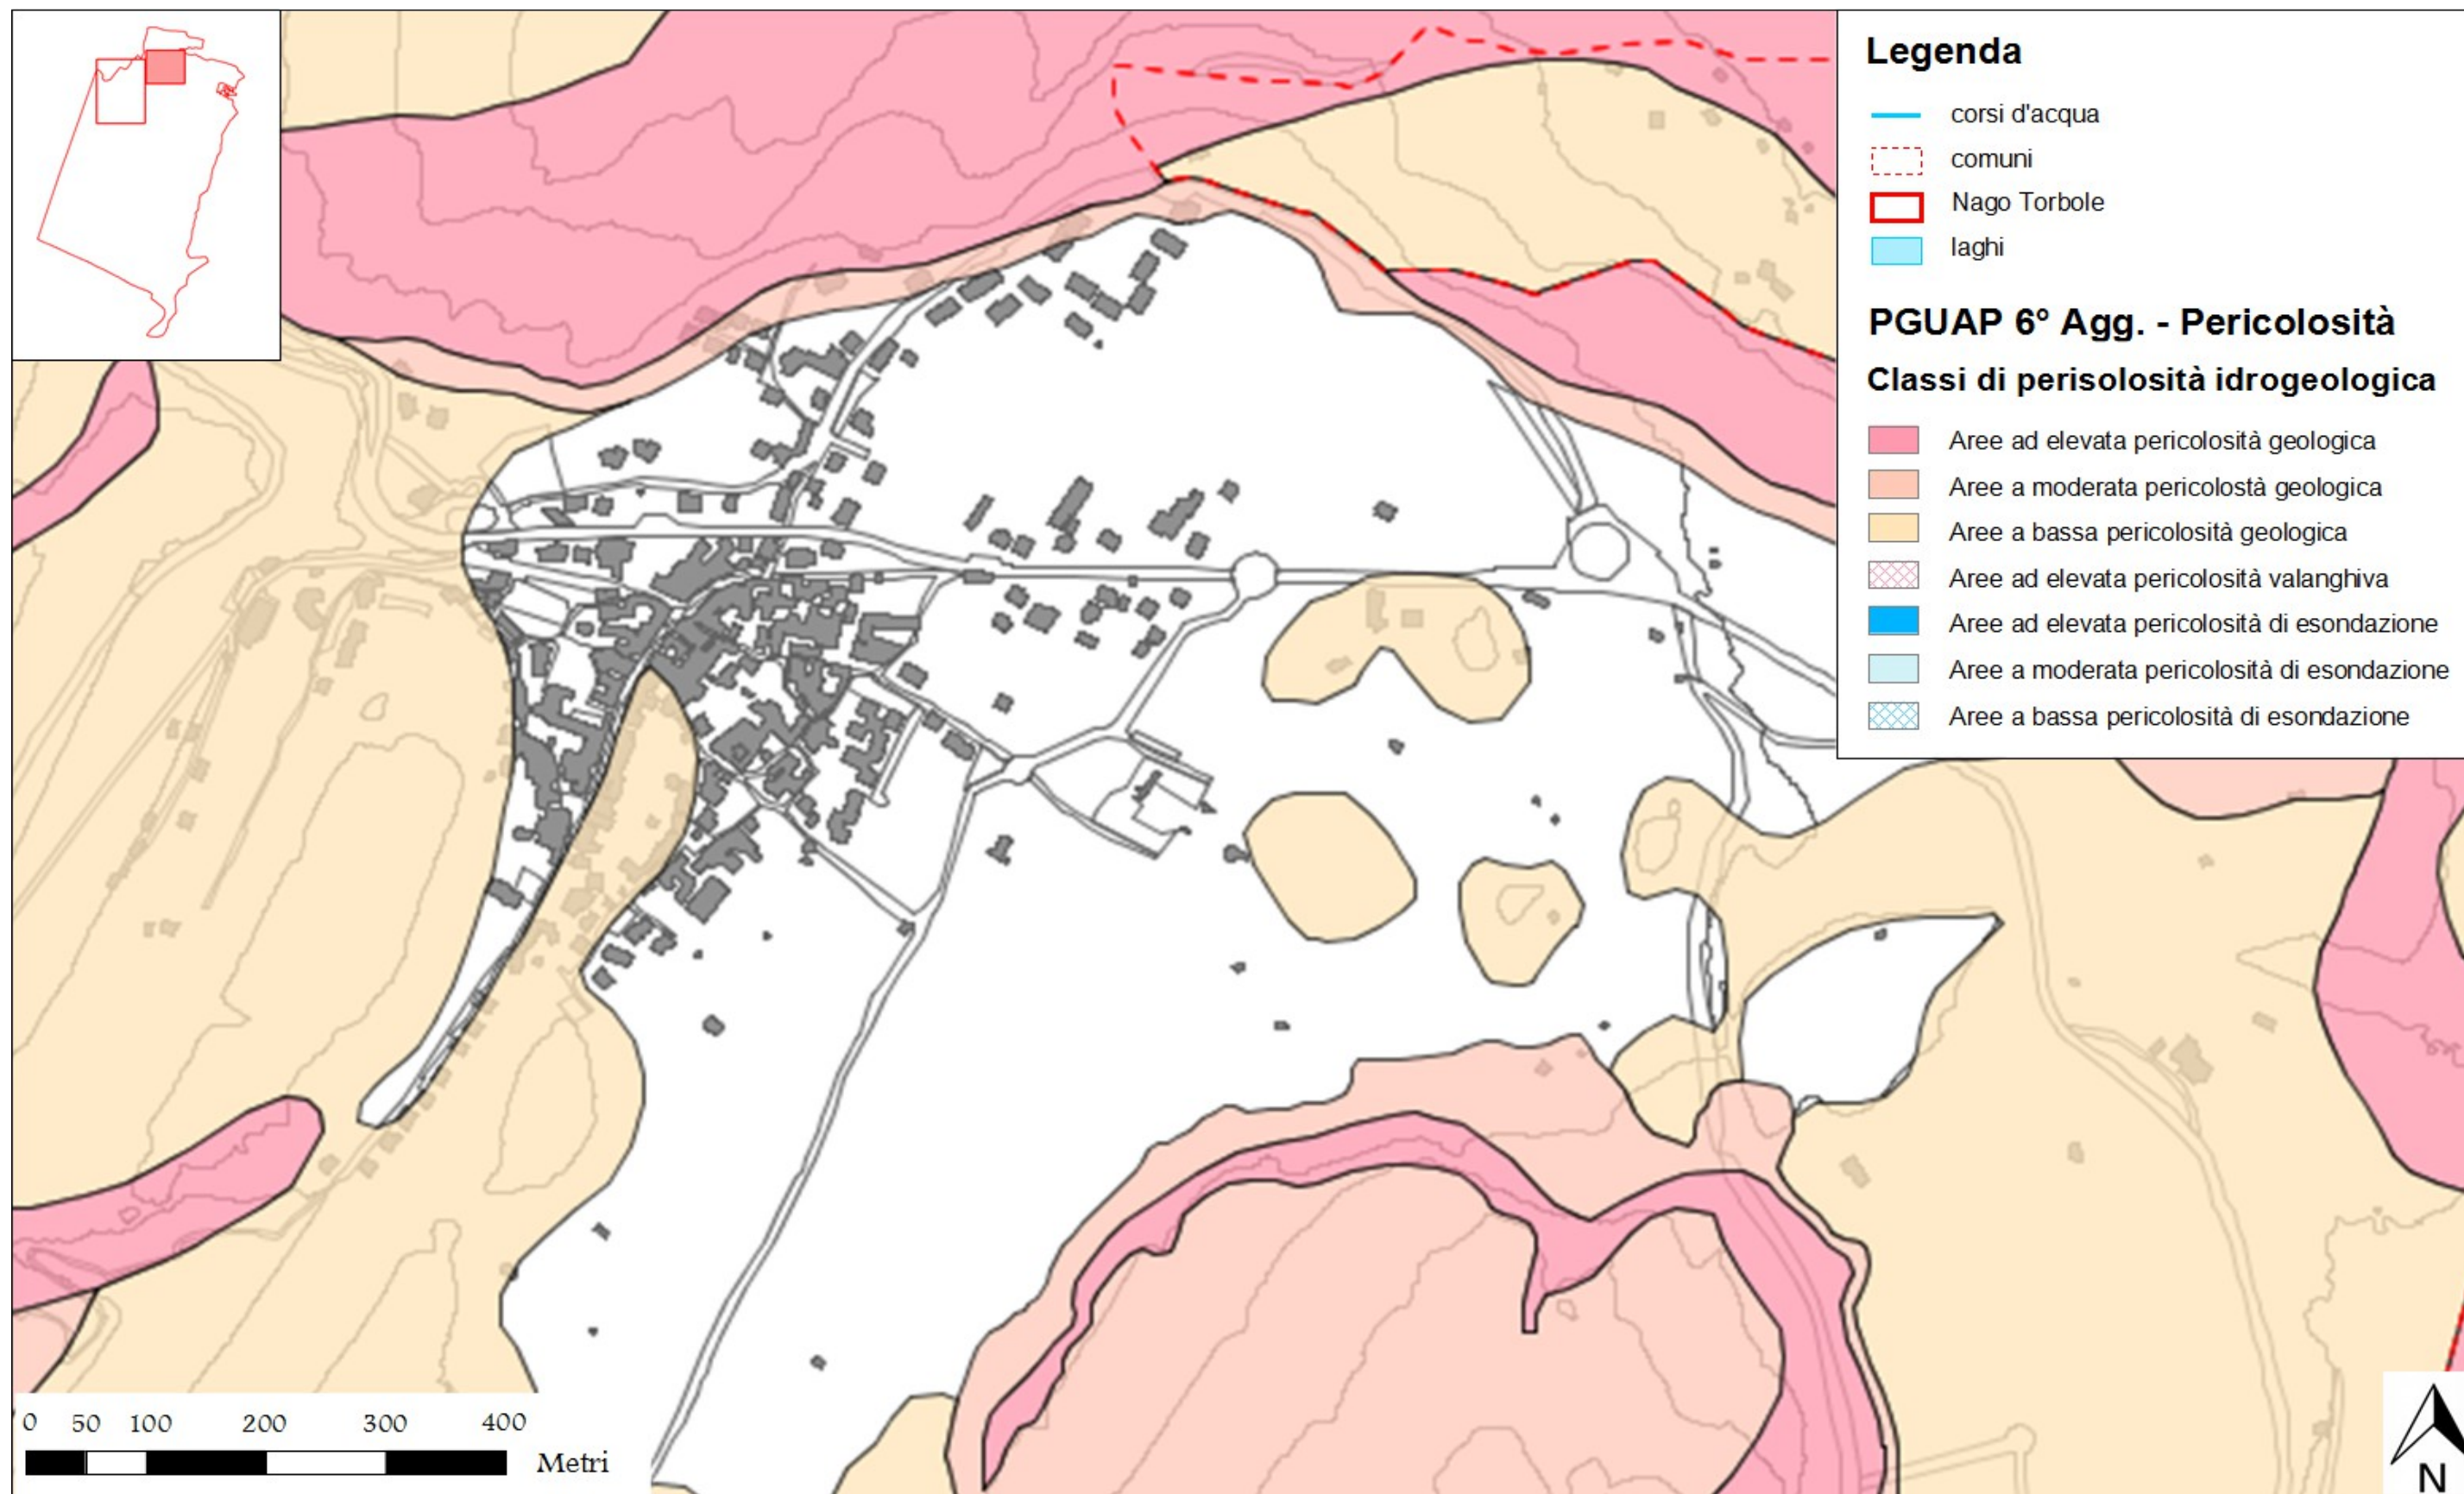 Legenda
corsi d'acqua
comuni
Nago Torbole
laghi
PGUAP 6° Agg. - Pericolosità
Classi di perisolosità idrogeologica
Aree ad elevata pericolosità geologica
Aree a moderata pericolostà geologica
Aree a bassa pericolosità geologica
Aree ad elevata pericolosità valanghiva
Aree ad elevata pericolosità di esondazione
Aree a moderata pericolosità di esondazione
Aree a bassa pericolosità di esondazione
0 50 100 200 300 400
Metri
N